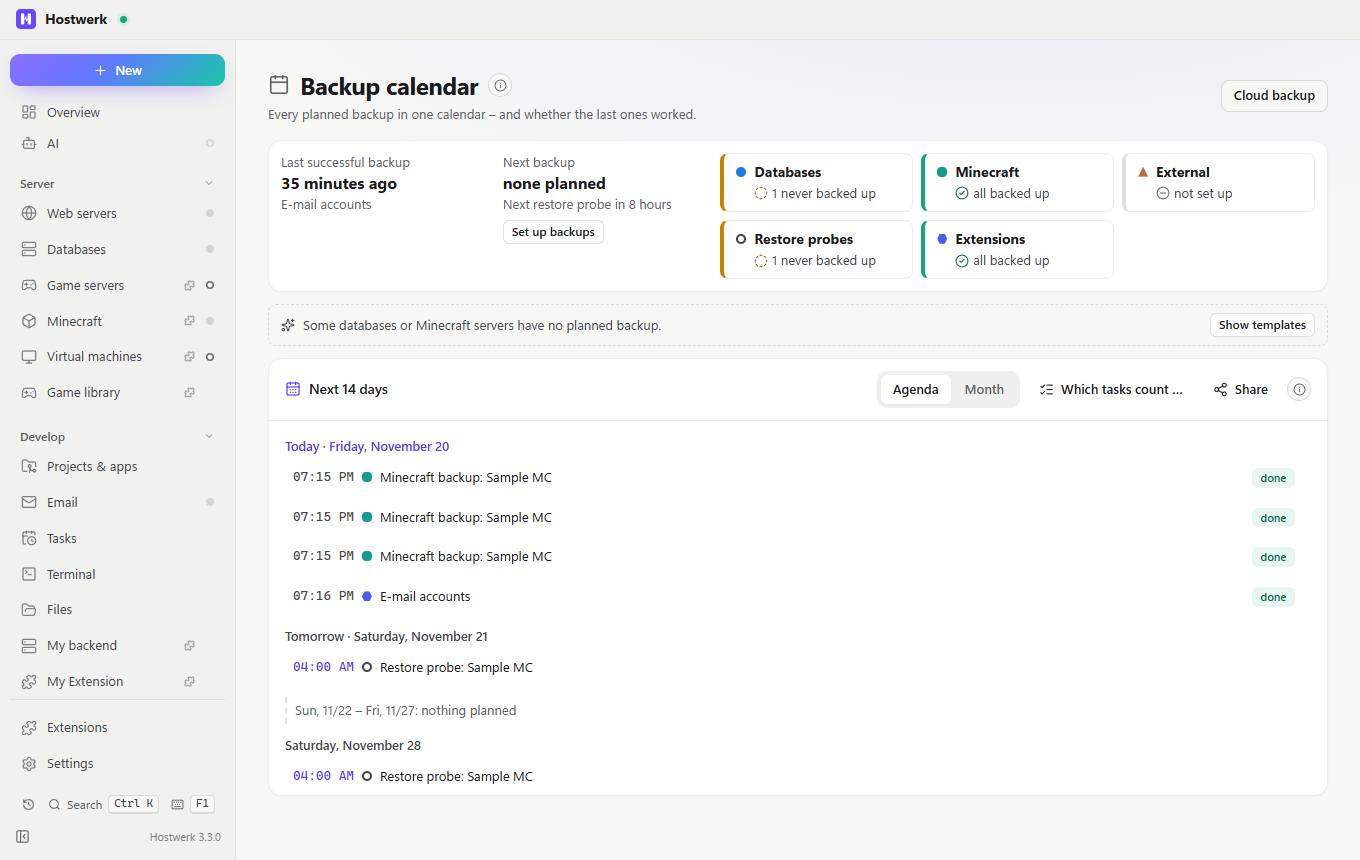 Hostwerk
New
Overview
AI
Server
Web servers
Databases
Game servers
Minecraft
Virtual machines
Game library
Develop
Projects & apps
Email
Tasks
Terminal
Files
My backend
My Extension
Extensions
Settings
Search Ctrl K F1
Hostwerk 3.3.0
Backup calendar
Every planned backup in one calendar – and whether the last ones worked.
Cloud backup
Last successful backup
35 minutes ago
E-mail accounts
Next backup
none planned
Next restore probe in 8 hours
Set up backups
Databases
1 never backed up
Minecraft
all backed up
External
not set up
Restore probes
1 never backed up
Extensions
all backed up
Some databases or Minecraft servers have no planned backup.
Show templates
Next 14 days
Agenda
Month
Which tasks count ...
Share
Today · Friday, November 20
07:15 PM Minecraft backup: Sample MC done
07:15 PM Minecraft backup: Sample MC done
07:15 PM Minecraft backup: Sample MC done
07:16 PM E-mail accounts done
Tomorrow · Saturday, November 21
04:00 AM Restore probe: Sample MC
Sun, 11/22 – Fri, 11/27: nothing planned
Saturday, November 28
04:00 AM Restore probe: Sample MC